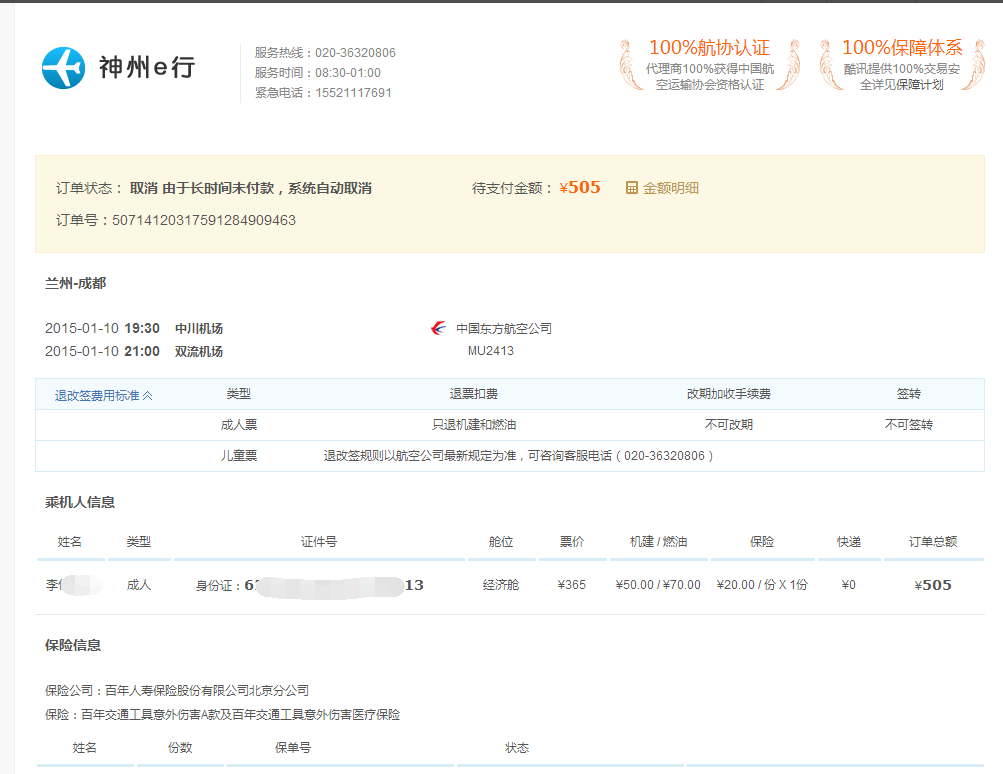 神州e行
服务热线：020-36320806
服务时间：08:30-01:00
紧急电话：15521117691
100%航协认证
代理商100%获得中国航
空运输协会资格认证
100%保障体系
酷讯提供100%交易安
全详见保障计划
订单状态： 取消 由于长时间未付款，系统自动取消 待支付金额： ¥505 金额明细
订单号：50714120317591284909463
兰州-成都
2015-01-10 19:30 中川机场 中国东方航空公司
2015-01-10 21:00 双流机场 MU2413
退改签费用标准 类型 退票扣费 改期加收手续费 签转
成人票 只退机建和燃油 不可改期 不可签转
儿童票 退改签规则以航空公司最新规定为准，可咨询客服电话（020-36320806）
乘机人信息
姓名 类型 证件号 舱位 票价 机建 / 燃油 保险 快递 订单总额
李 成人 身份证：6 13 经济舱 ¥365 ¥50.00 / ¥70.00 ¥20.00 / 份 X 1份 ¥0 ¥505
保险信息
保险公司：百年人寿保险股份有限公司北京分公司
保险：百年交通工具意外伤害A款及百年交通工具意外伤害医疗保险
姓名 份数 保单号 状态